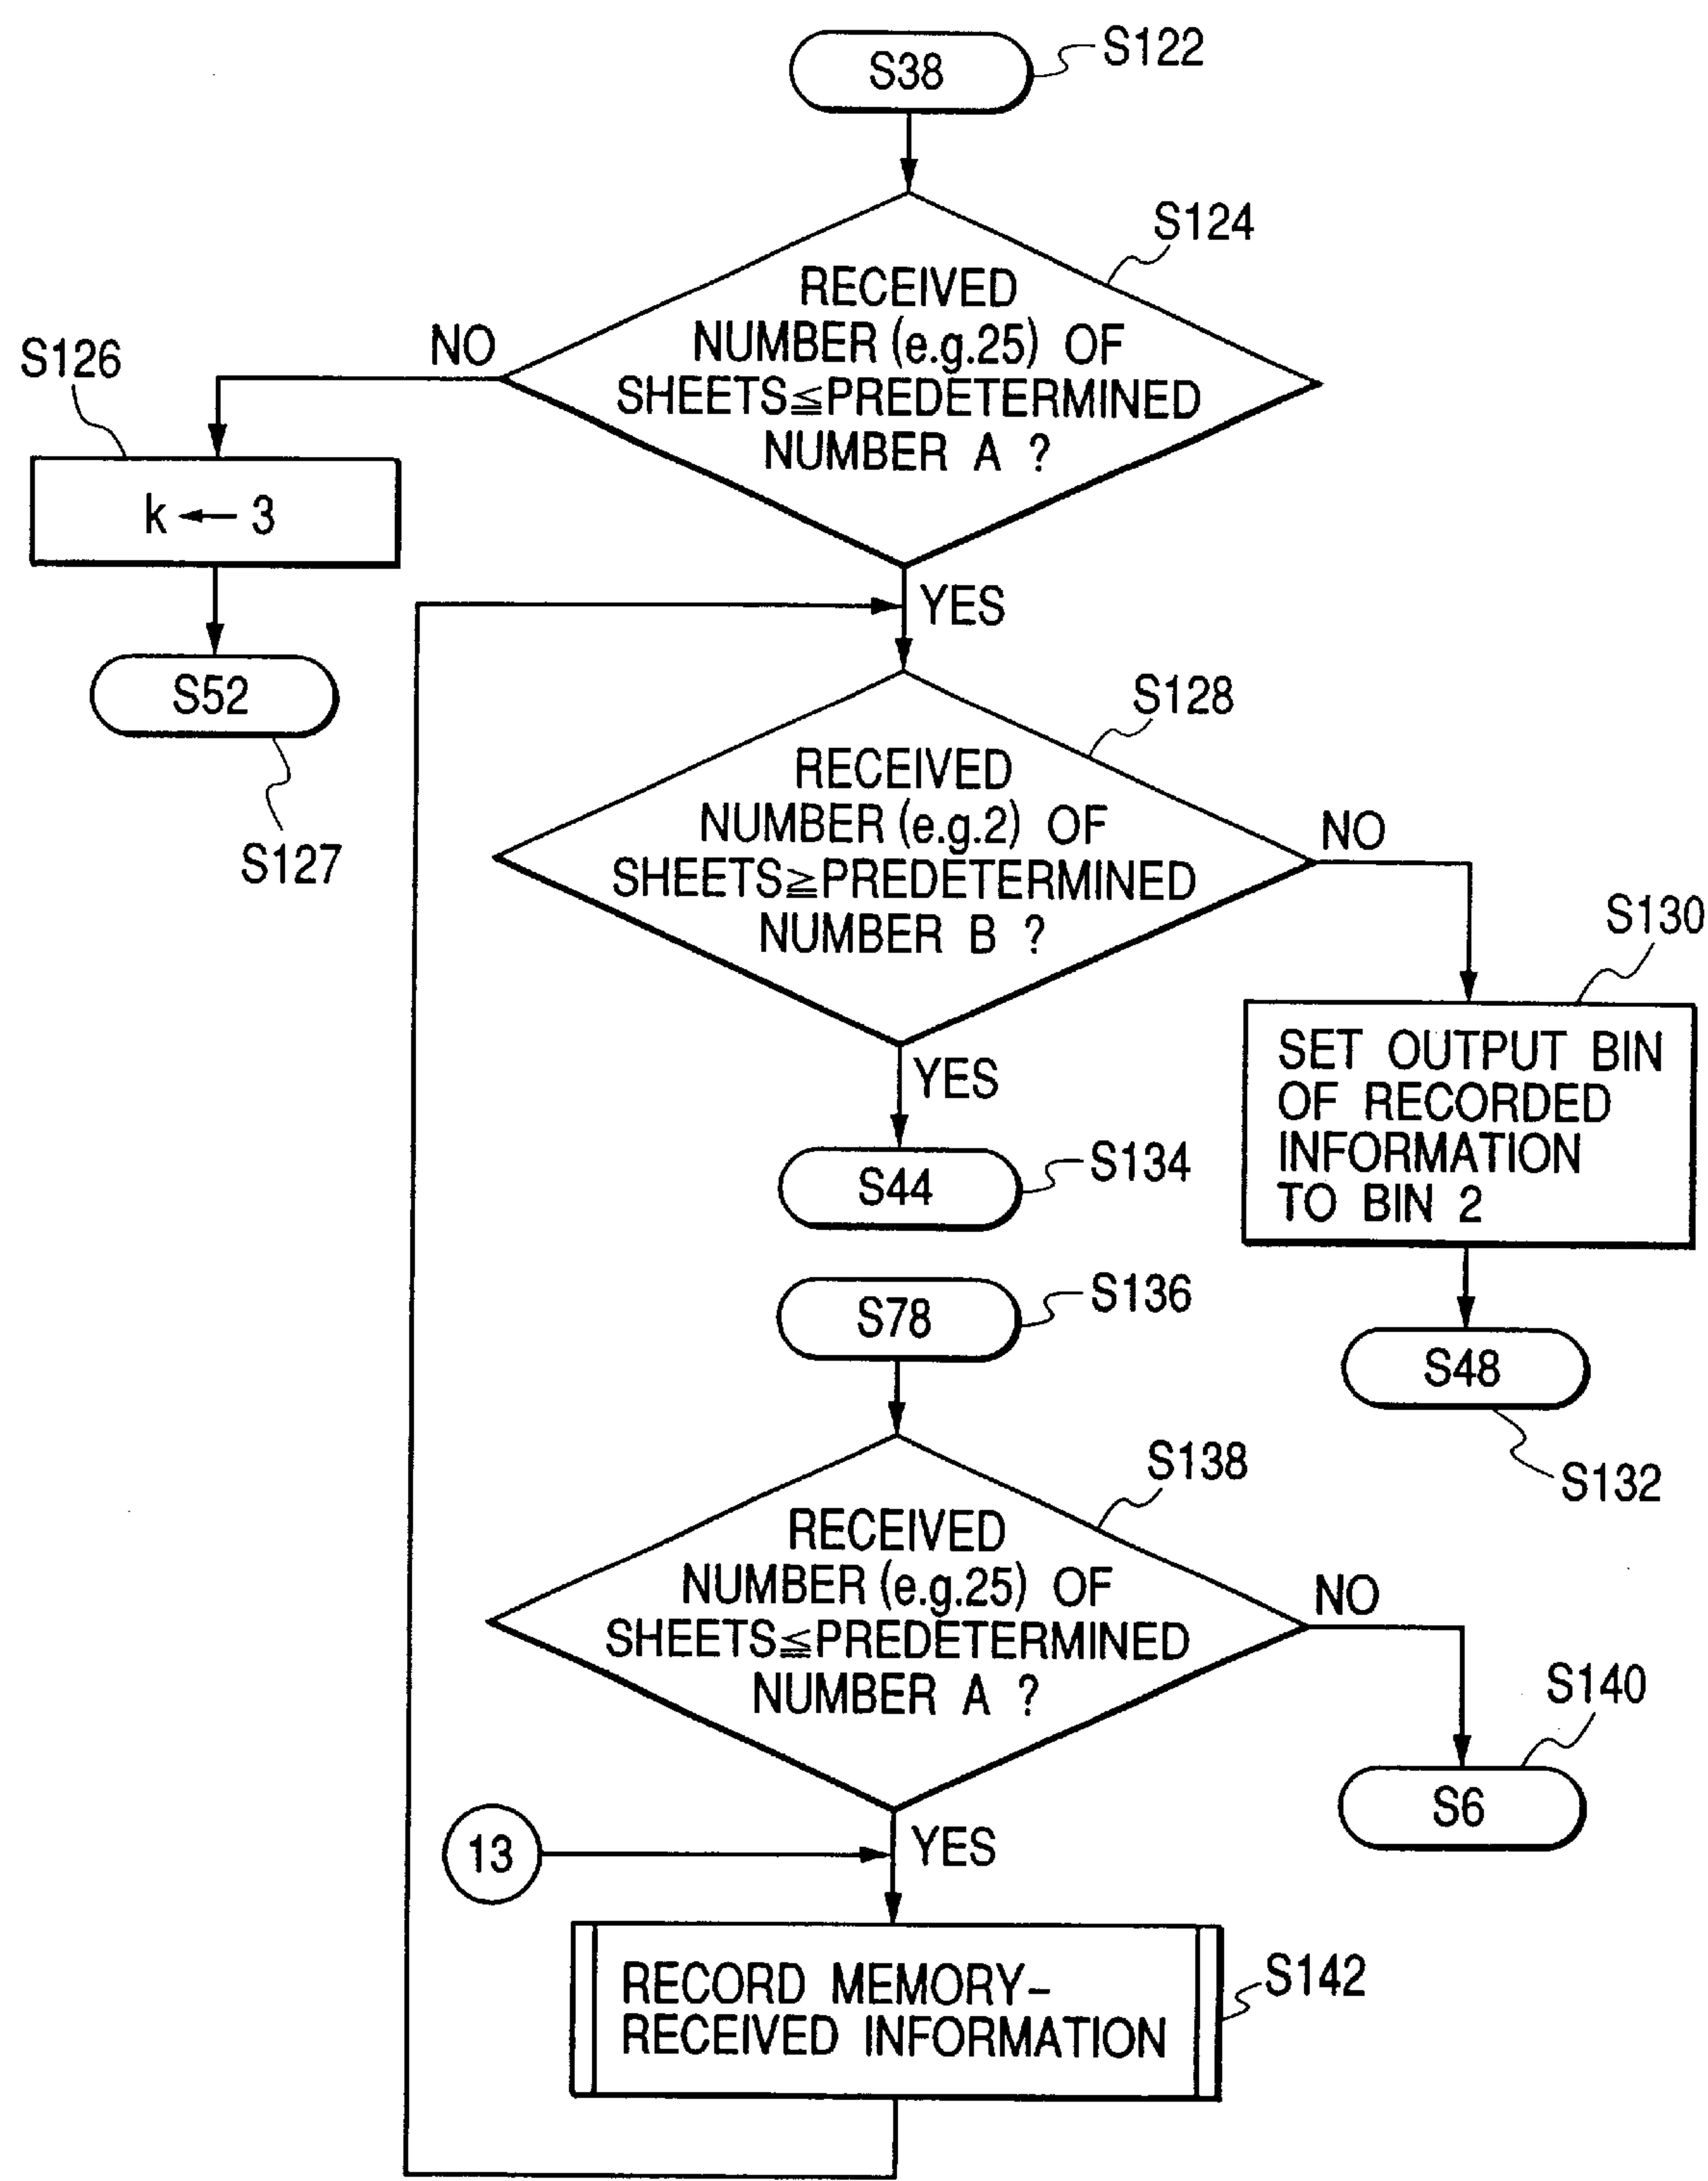 S38
S122
S124
RECEIVED
NUMBER (e.g.25) OF
SHEETS≦PREDETERMINED
NUMBER A ?
NO
S126
k ← 3
S52
S127
YES
S128
RECEIVED
NUMBER (e.g.2) OF
SHEETS≧PREDETERMINED
NUMBER B ?
NO
S130
SET OUTPUT BIN
OF RECORDED
INFORMATION
TO BIN 2
S48
S132
YES
S44
S134
S78
S136
S138
RECEIVED
NUMBER (e.g.25) OF
SHEETS≦PREDETERMINED
NUMBER A ?
NO
S140
S6
13
YES
RECORD MEMORY-
RECEIVED INFORMATION
S142